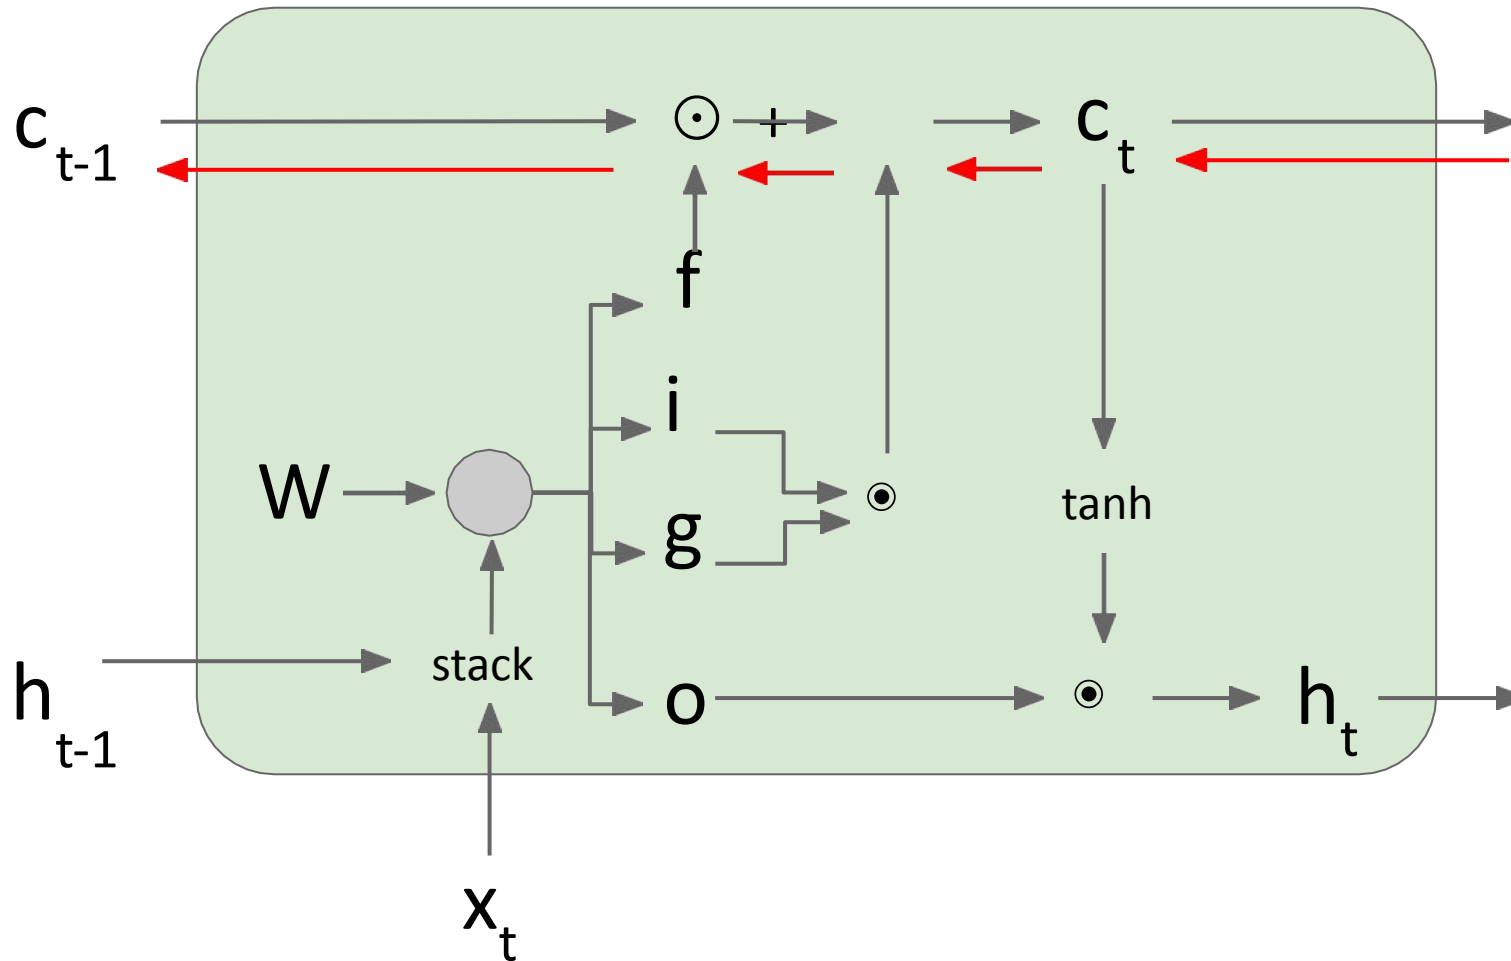 c t-1
⊙ + c t
f
i
W
g
tanh
stack
h t-1
o
h t
x t